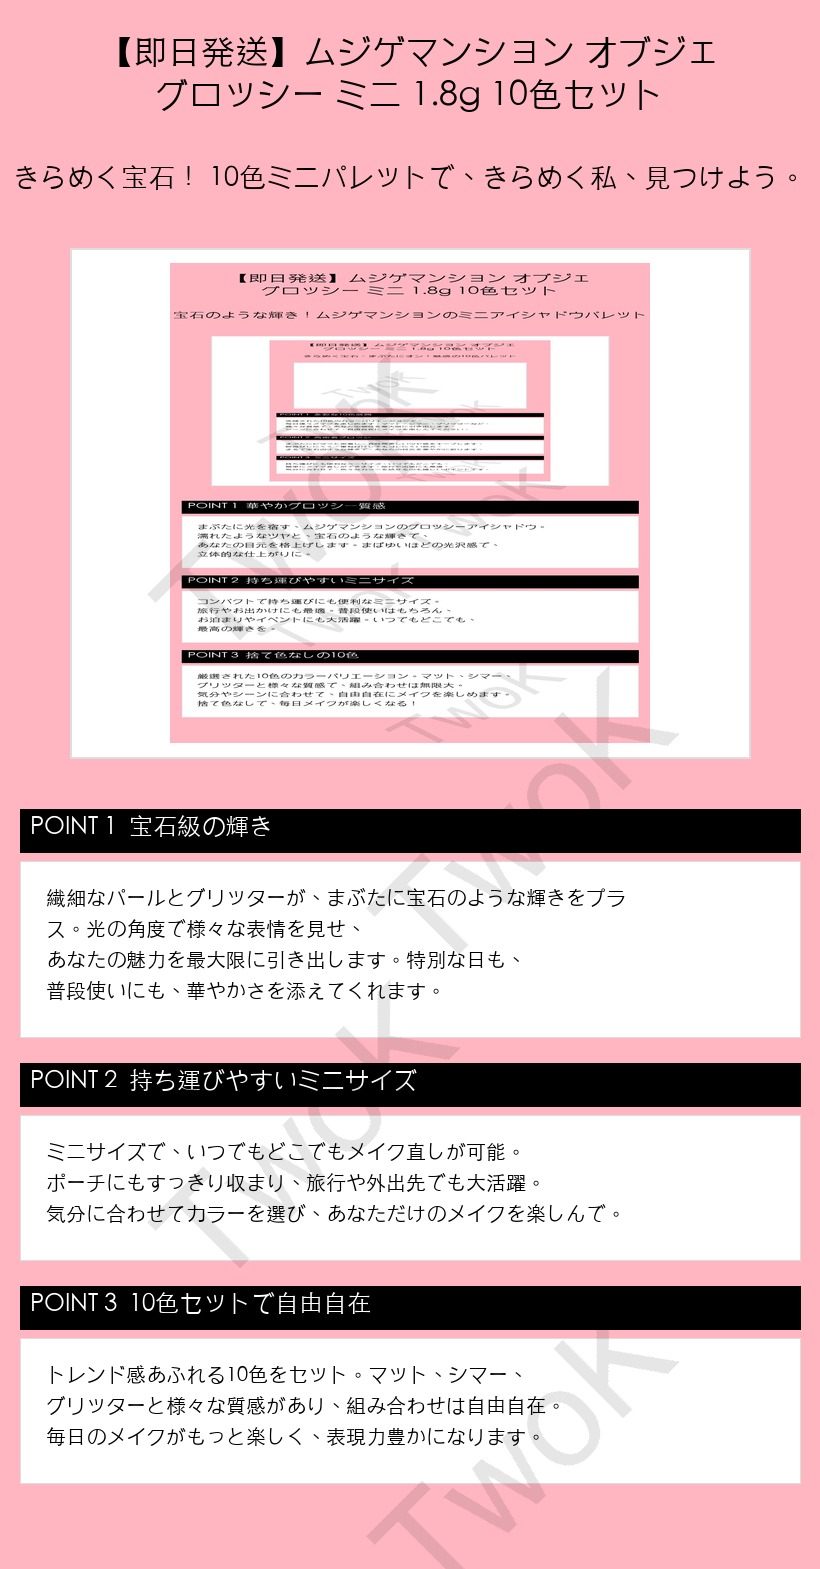 【即日発送】ムジゲマンション オブジェ
グロッシー ミニ 1.8g 10色セット
きらめく宝石！ 10色ミニパレットで、きらめく私、見つけよう。
【即日発送】ムジゲマンション オブジェ
グロッシー ミニ 1.8g 10色セット
宝石のような輝き！ムジゲマンションのミニアイシャドウパレット
【即日発送】ムジゲマンション オブジェ
グロッシー ミニ 1.8g 10色セット
POINT 1 華やかグロッシー質感
まぶたに光を宿す、ムジゲマンションのグロッシーアイシャドウ。
濡れたようなツヤと、宝石のような輝きで、
あなたの目元を格上げします。まばゆいほどの光沢感で、
立体的な仕上がりに。
POINT 2 持ち運びやすいミニサイズ
コンパクトで持ち運びにも便利なミニサイズ。
旅行やお出かけにも最適。普段使いはもちろん、
お泊まりやイベントにも大活躍。いつでもどこでも、
最高の輝きを。
POINT 3 捨て色なしの10色
厳選された10色のカラーバリエーション。マット、シマー、
グリッターと様々な質感で、組み合わせは無限大。
気分やシーンに合わせて、自由自在にメイクを楽しめます。
捨て色なしで、毎日メイクが楽しくなる！
POINT 1 宝石級の輝き
繊細なパールとグリッターが、まぶたに宝石のような輝きをプラ
ス。光の角度で様々な表情を見せ、
あなたの魅力を最大限に引き出します。特別な日も、
普段使いにも、華やかさを添えてくれます。
POINT 2 持ち運びやすいミニサイズ
ミニサイズで、いつでもどこでもメイク直しが可能。
ポーチにもすっきり収まり、旅行や外出先でも大活躍。
気分に合わせてカラーを選び、あなただけのメイクを楽しんで。
POINT 3 10色セットで自由自在
トレンド感あふれる10色をセット。マット、シマー、
グリッターと様々な質感があり、組み合わせは自由自在。
毎日のメイクがもっと楽しく、表現力豊かになります。
TwoK
TwoK
TwoK